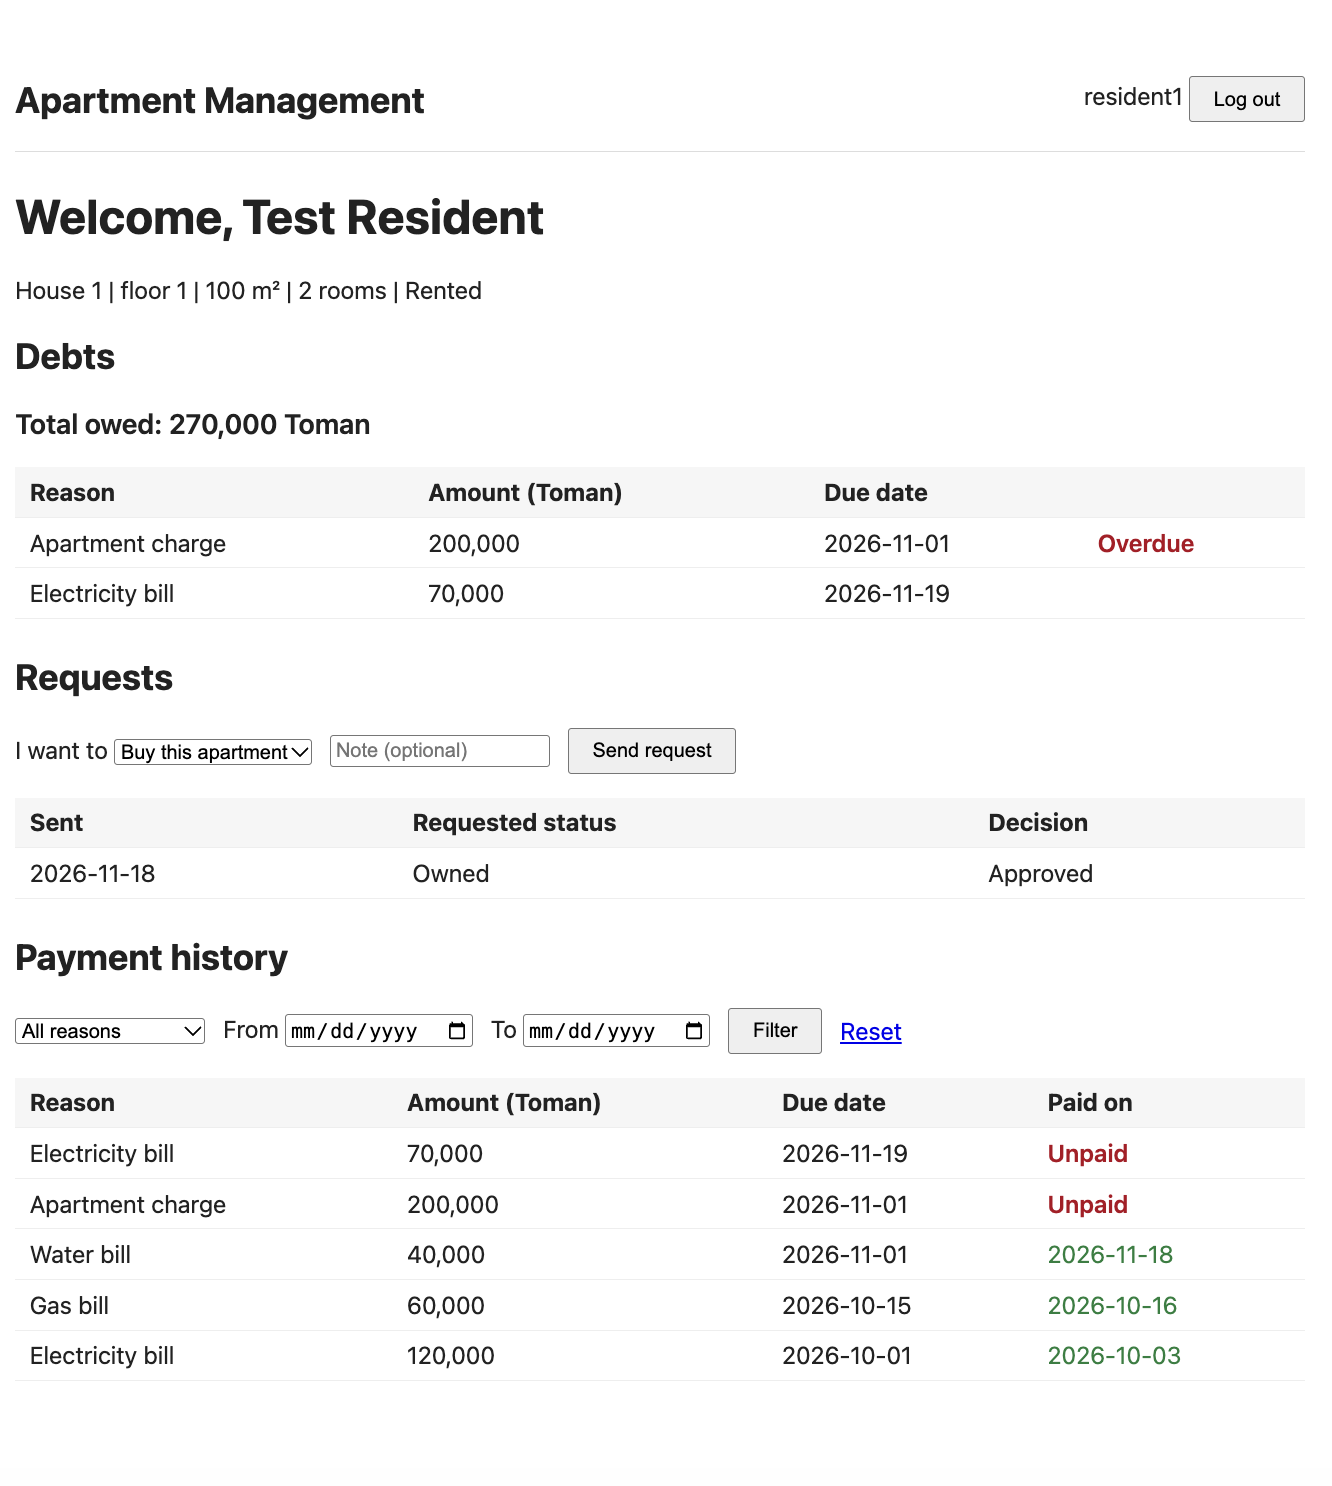 Apartment Management
resident1 Log out
Welcome, Test Resident
House 1 | floor 1 | 100 m² | 2 rooms | Rented
Debts
Total owed: 270,000 Toman
Reason Amount (Toman) Due date
Apartment charge 200,000 2026-11-01 Overdue
Electricity bill 70,000 2026-11-19
Requests
I want to Buy this apartment Note (optional) Send request
Sent Requested status Decision
2026-11-18 Owned Approved
Payment history
All reasons From mm/dd/yyyy To mm/dd/yyyy Filter Reset
Reason Amount (Toman) Due date Paid on
Electricity bill 70,000 2026-11-19 Unpaid
Apartment charge 200,000 2026-11-01 Unpaid
Water bill 40,000 2026-11-01 2026-11-18
Gas bill 60,000 2026-10-15 2026-10-16
Electricity bill 120,000 2026-10-01 2026-10-03